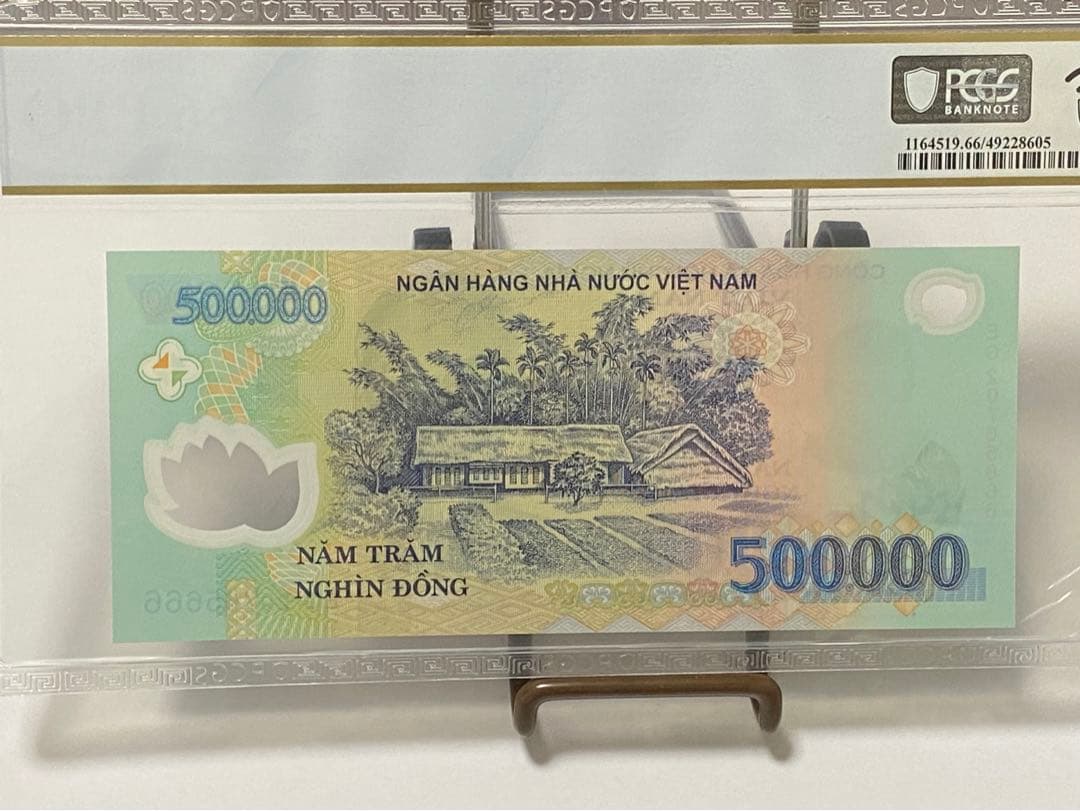 PCGS
BANKNOTE
1164519.66/49228605
NGÂN HÀNG NHÀ NƯỚC VIỆT NAM
500.000
NĂM TRĂM
NGHÌN ĐỒNG
500000